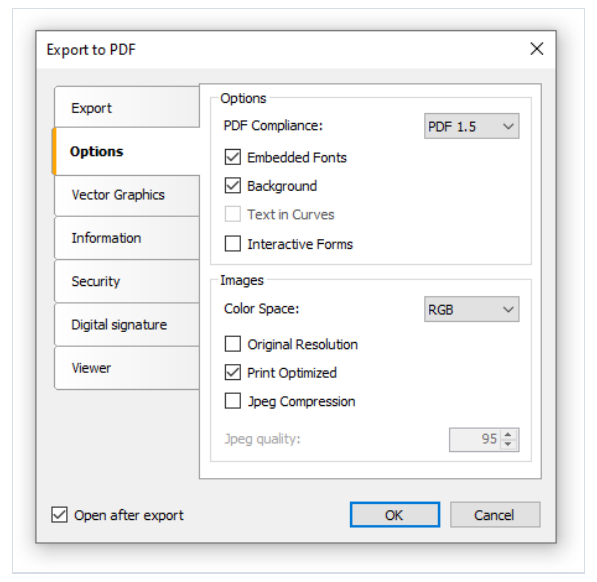 Export to PDF
Export
Options
Vector Graphics
Information
Security
Digital signature
Viewer
Options
PDF Compliance: PDF 1.5
Embedded Fonts
Background
Text in Curves
Interactive Forms
Images
Color Space: RGB
Original Resolution
Print Optimized
Jpeg Compression
Jpeg quality: 95
Open after export
OK Cancel